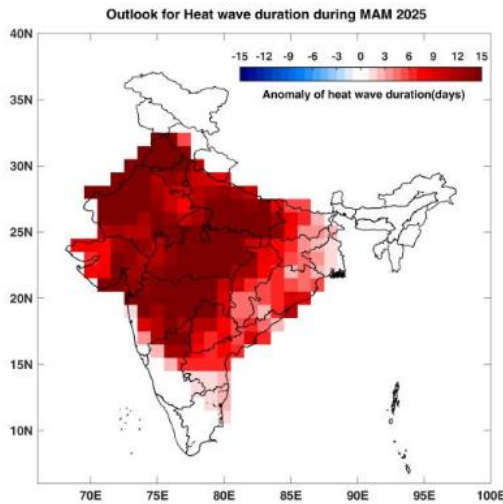 Outlook for Heat wave duration during MAM 2025
40N
-15 -12 -9 -6 -3 0 3 6 9 12 15
Anomaly of heat wave duration(days)
35N
30N
25N
20N
15N
10N
70E 75E 80E 85E 90E 95E 100E